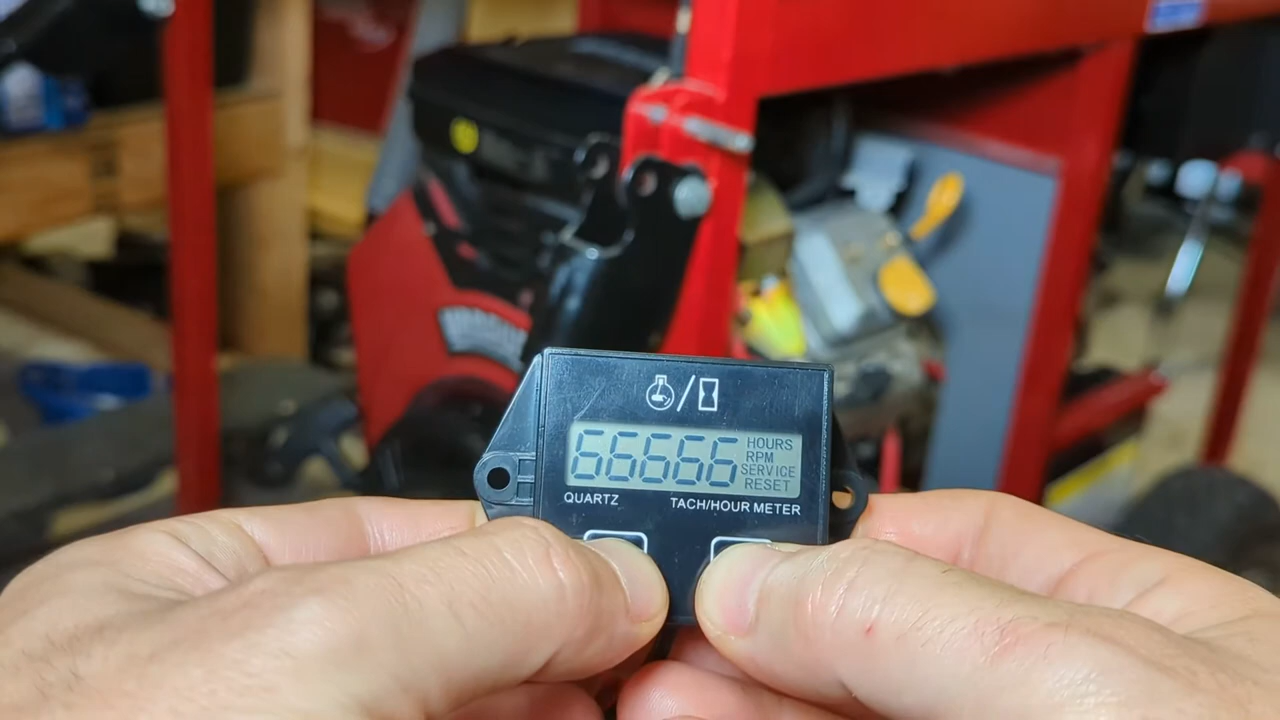 66666
HOURS
RPM
SERVICE
RESET
QUARTZ TACH/HOUR METER